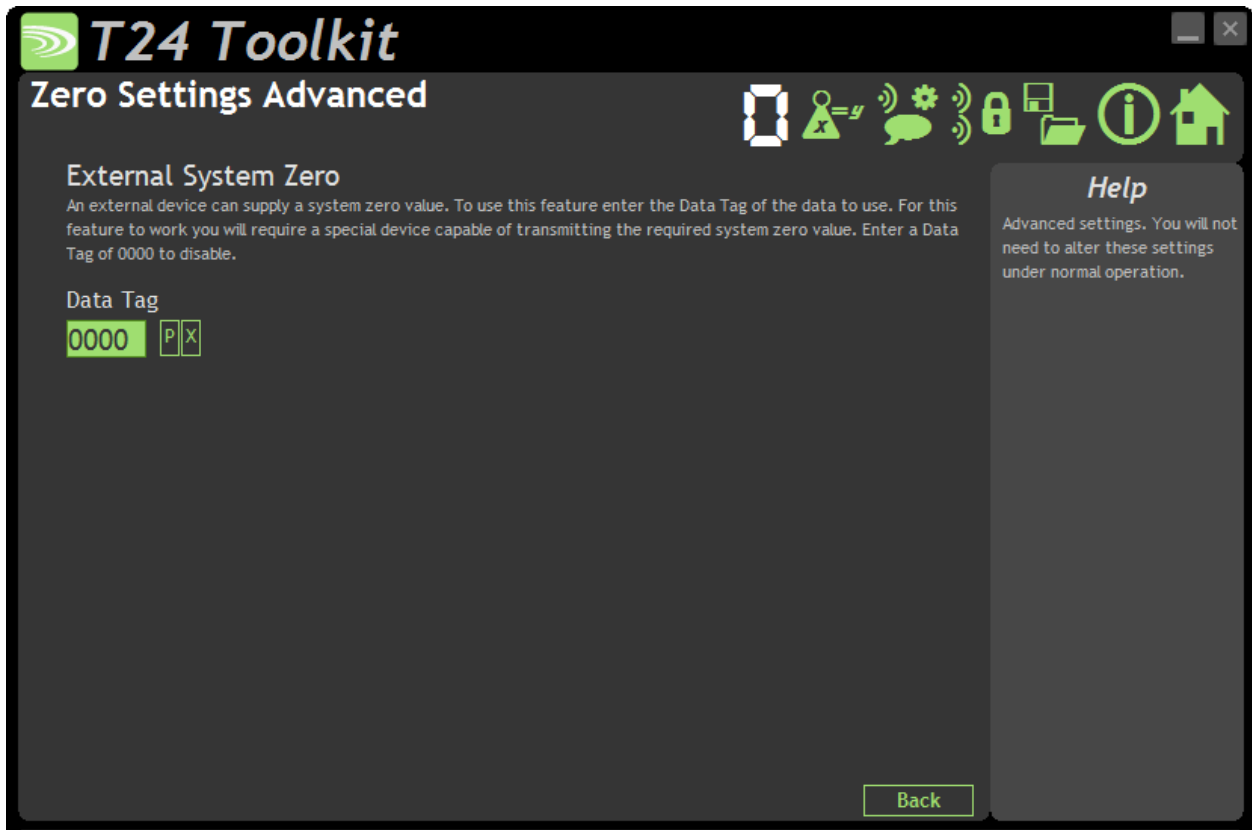 T24 Toolkit
Zero Settings Advanced
0
x=y
External System Zero
An external device can supply a system zero value. To use this feature enter the Data Tag of the data to use. For this
feature to work you will require a special device capable of transmitting the required system zero value. Enter a Data
Tag of 0000 to disable.
Data Tag
0000 P X
Back
Help
Advanced settings. You will not
need to alter these settings
under normal operation.